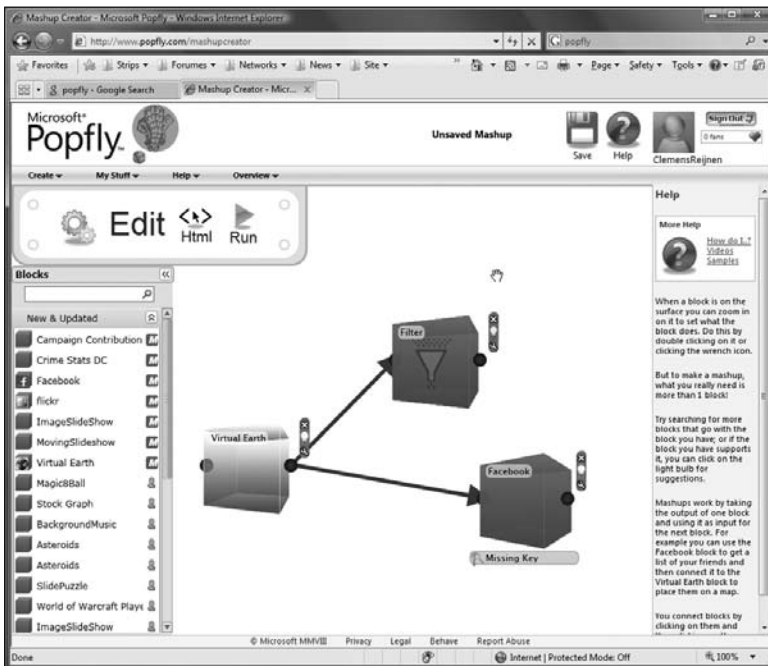 Mashup Creator - Microsoft Popfly - Windows Internet Explorer
http://www.popfly.com/mashupcreator
popfly
Favorites Strips Forumes Networks News Site » Page Safety Tools
popfly - Google Search Mashup Creator - Micr... X
Microsoft®
Popfly™
Unsaved Mashup
Save
Help
Sign Out
0 fans
ClemensReijnen
Create My Stuff Help Overview
Edit
Html
Run
Blocks
New & Updated
Campaign Contribution
Crime Stats DC
Facebook
flickr
ImageSlideShow
MovingSlideshow
Virtual Earth
Magic8Ball
Stock Graph
BackgroundMusic
Asteroids
Asteroids
SlidePuzzle
World of Warcraft Playe
ImageSlideShow
Filter
Virtual Earth
Facebook
Missing Key
Help
More Help
How do I..?
Videos
Samples
When a block is on the
surface you can zoom in
on it to set what the
block does. Do this by
double clicking on it or
clicking the wrench icon.
But to make a mashup,
what you really need is
more than 1 block!
Try searching for more
blocks that go with the
block you have; or if the
block you have supports
it, you can click on the
light bulb for
suggestions.
Mashups work by taking
the output of one block
and using it as input for
the next block. For
example you can use the
Facebook block to get a
list of your friends and
then connect it to the
Virtual Earth block to
place them on a map.
You connect blocks by
clicking on them and
© Microsoft MMVIII Privacy Legal Behave Report Abuse
Done Internet | Protected Mode: Off 100%